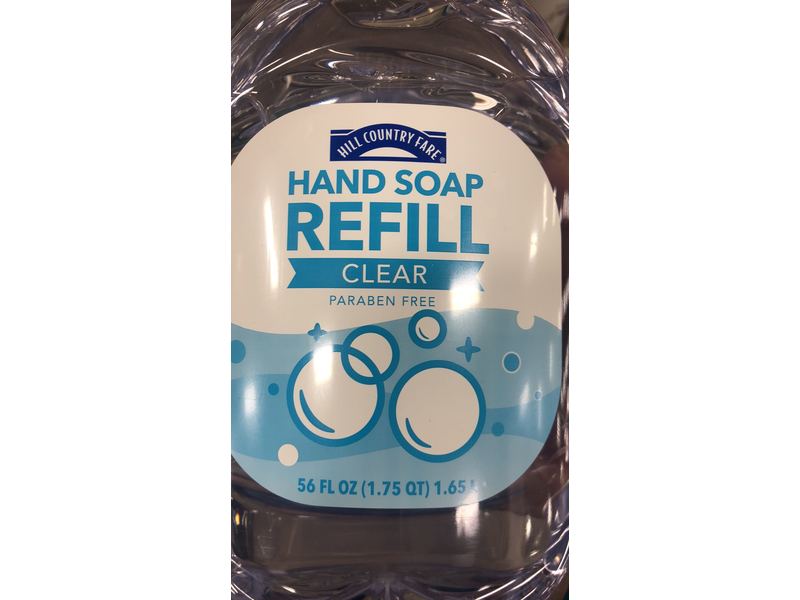 HILL COUNTRY FARE®
HAND SOAP
REFILL
CLEAR
PARABEN FREE
56 FL OZ (1.75 QT) 1.65 L